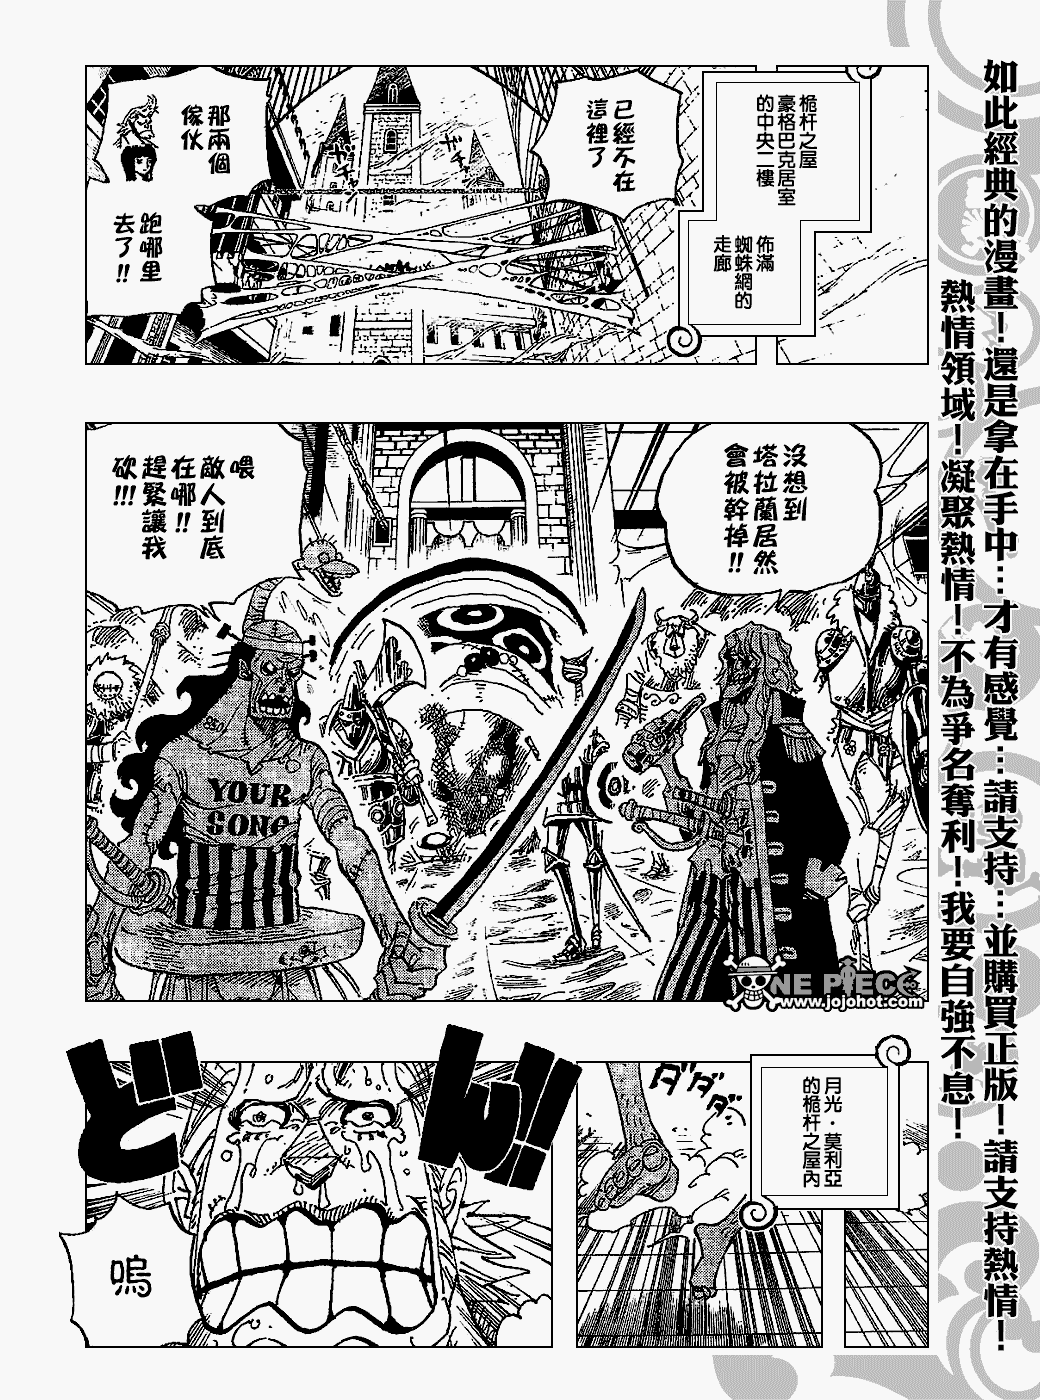 如此經典的漫畫！還是拿在手中…才有感覺…請支持…並購買正版！請支持熱情！
熱情領域！凝聚熱情！不為爭名奪利！我要自強不息！
桅杆之屋
豪格巴克居室
的中央二樓
佈滿
蜘蛛網的
走廊
已經不在
這裡了
ドキ
ドキ
那兩個
傢伙
跑哪里
去了!!
沒想到
塔拉蘭居然
會被幹掉!!
喂
敵人到底
在哪!!
趕緊讓我
砍!!!
YOUR
SONG
ONE PIECE
www.jojohot.com
月光·莫利亞
的桅杆之屋內
ダダダ
どん!!
嗚